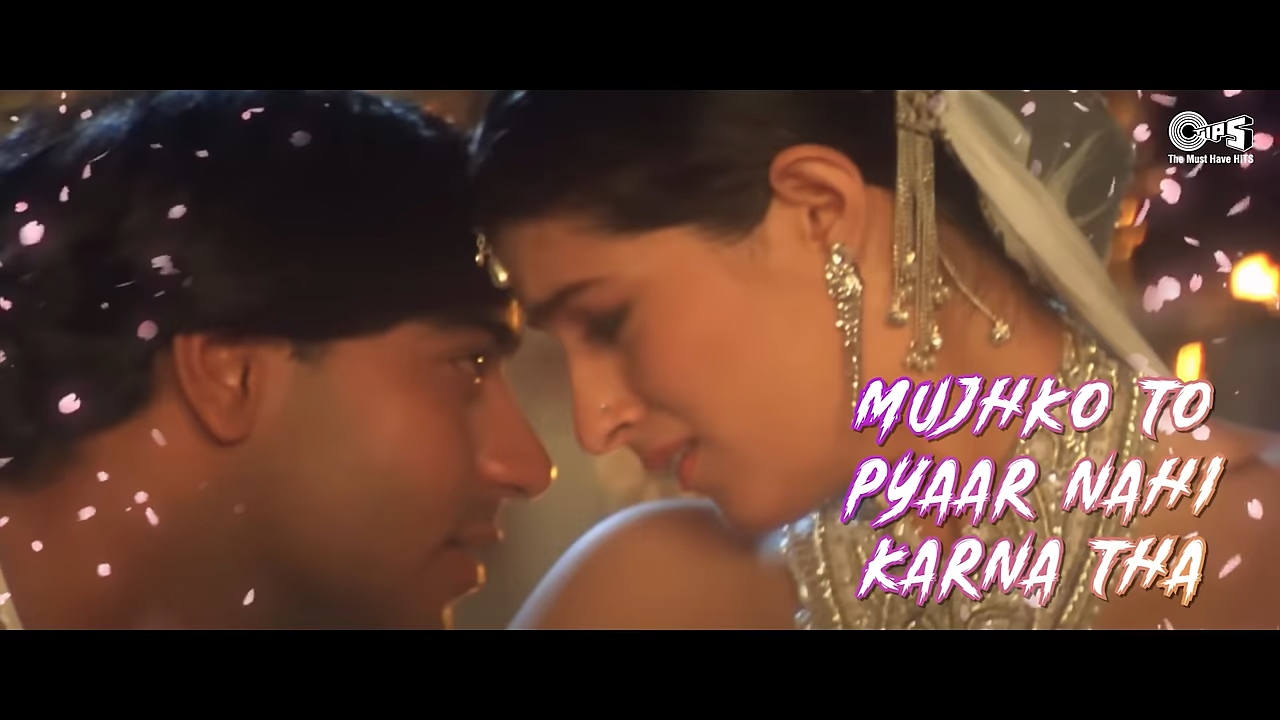 TIPS
The Must Have HITS
MUJHKO TO
PYAAR NAHI
KARNA THA